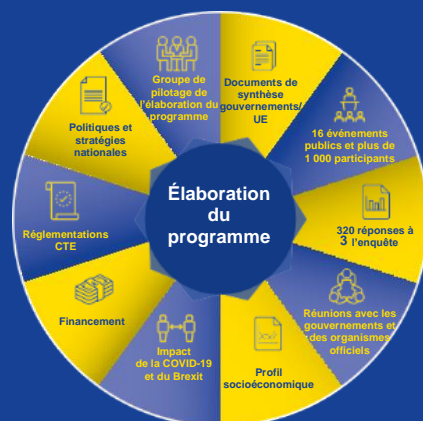 Élaboration
du
programme
Groupe de
pilotage de
l'élaboration du
programme
Documents de
synthèse
gouvernements/
UE
16 événements
publics et plus de
1 000 participants
320 réponses à
3 l'enquête
Réunions avec les
gouvernements et
des organismes
officiels
Profil
socioéconomique
Impact
de la COVID-19
et du Brexit
Financement
Réglementations
CTE
Politiques et
stratégies
nationales